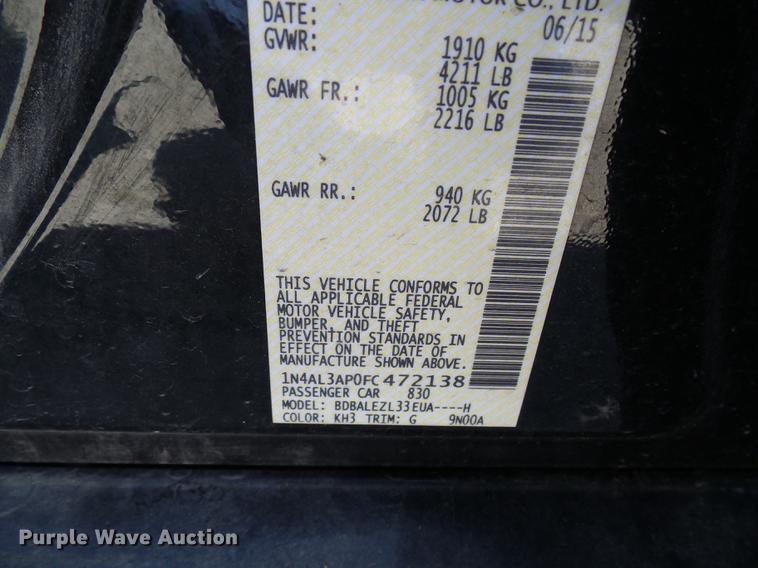 MOTOR CO., LTD.
DATE: 06/15
GVWR: 1910 KG
4211 LB
GAWR FR.: 1005 KG
2216 LB
GAWR RR.: 940 KG
2072 LB
THIS VEHICLE CONFORMS TO
ALL APPLICABLE FEDERAL
MOTOR VEHICLE SAFETY,
BUMPER, AND THEFT
PREVENTION STANDARDS IN
EFFECT ON THE DATE OF
MANUFACTURE SHOWN ABOVE.
1N4AL3AP0FC472138
PASSENGER CAR 830
MODEL: BDBALEZL33EUA----H
COLOR: KH3 TRIM: G 9N00A
Purple Wave Auction